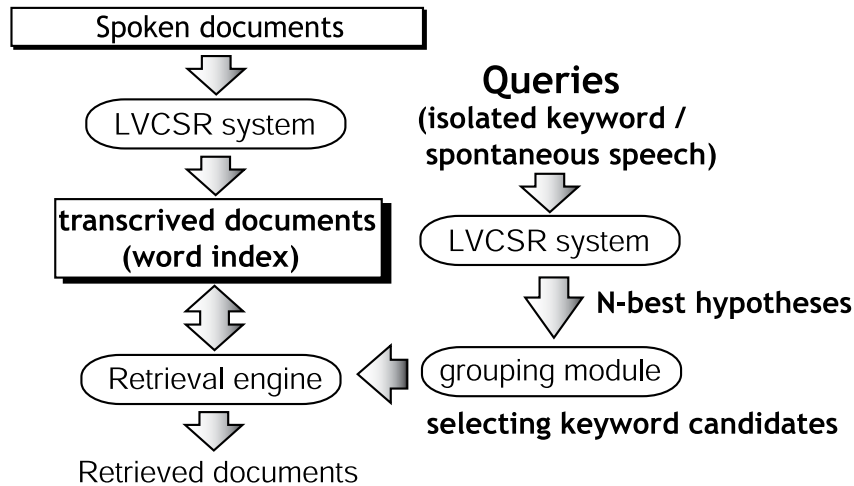 Spoken documents
LVCSR system
transcrived documents
(word index)
Retrieval engine
Retrieved documents
Queries
(isolated keyword /
spontaneous speech)
LVCSR system
N-best hypotheses
grouping module
selecting keyword candidates